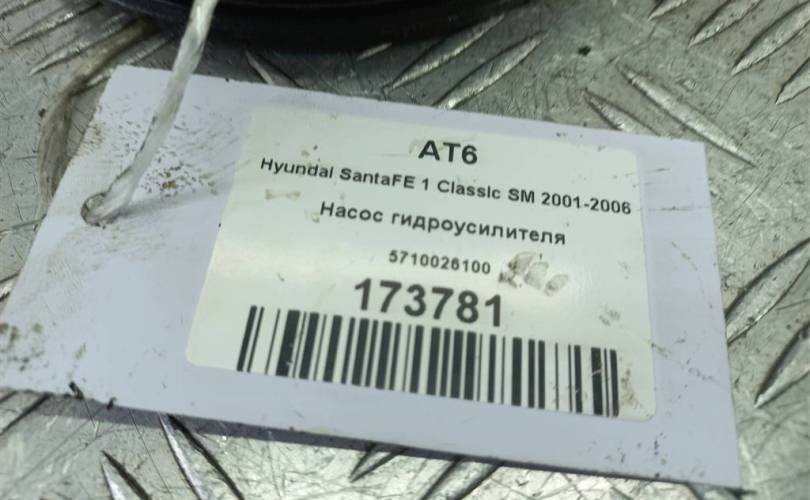 AT6
Hyundai SantaFE 1 Classic SM 2001-2006
Насос гидроусилителя
5710026100
173781